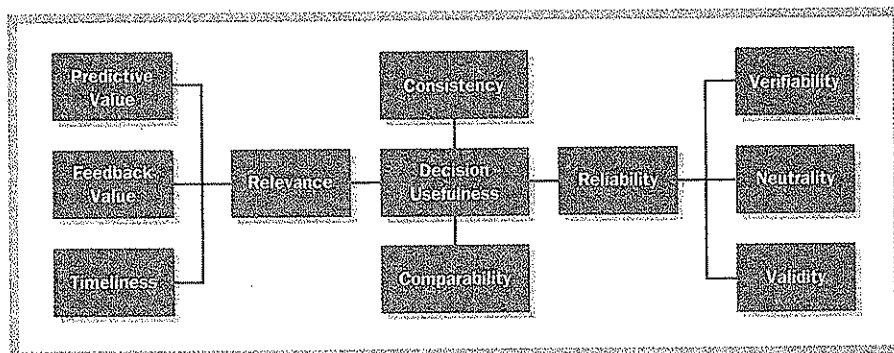 Predictive
Value
Consistency
Verifiability
Feedback
Value
Relevance
Decision
Usefulness
Reliability
Neutrality
Timeliness
Comparability
Validity